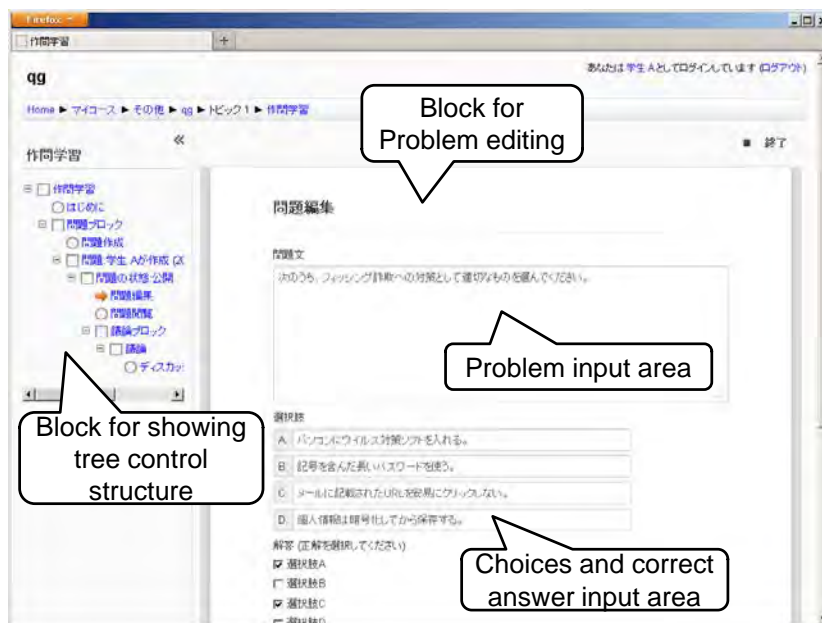 Firefox
作問学習
+
qg
あなたは 学生 Aとしてログインしています (ログアウト)
Home ► マイコース ► その他 ► qg ► トピック 1 ► 作問学習
Block for
Problem editing
作問学習
«
■ 終了
作問学習
はじめに
問題ブロック
問題作成
問題:学生 Aが作成 (20
問題の状態:公開
問題編集
問題閲覧
議論ブロック
議論
ディスカッ
問題編集
問題文
次のうち、フィッシング詐欺への対策として適切なものを選んでください。
Problem input area
Block for showing
tree control
structure
選択肢
A. パソコンにウイルス対策ソフトを入れる。
B. 記号を含んだ長いパスワードを使う。
C. メールに記載されたURLを安易にクリックしない。
D. 個人情報は暗号化してから保存する。
解答 (正解を選択してください)
選択肢A
選択肢B
選択肢C
選択肢D
Choices and correct
answer input area